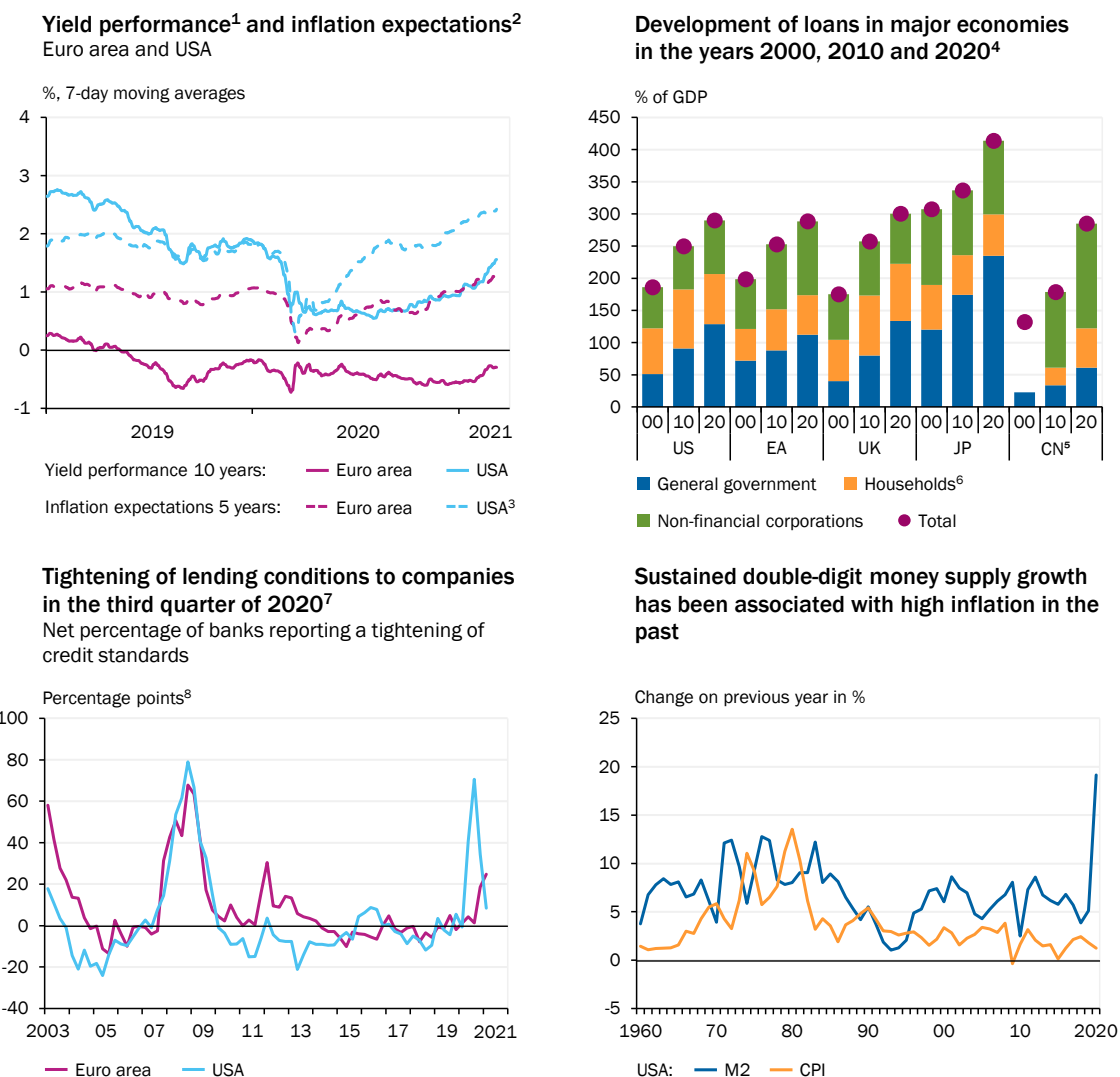 Yield performance¹ and inflation expectations²
Euro area and USA
%, 7-day moving averages
4
3
2
1
0
-1
2019 2020 2021
Yield performance 10 years: Euro area USA
Inflation expectations 5 years: Euro area USA³
Development of loans in major economies
in the years 2000, 2010 and 2020⁴
% of GDP
450
400
350
300
250
200
150
100
50
0
00 10 20 00 10 20 00 10 20 00 10 20 00 10 20
US EA UK JP CN⁵
General government Households⁶
Non-financial corporations Total
Tightening of lending conditions to companies
in the third quarter of 2020⁷
Net percentage of banks reporting a tightening of
credit standards
Percentage points⁸
100
80
60
40
20
0
-20
-40
2003 05 07 09 11 13 15 17 19 2021
Euro area USA
Sustained double-digit money supply growth
has been associated with high inflation in the
past
Change on previous year in %
25
20
15
10
5
0
-5
1960 70 80 90 00 10 2020
USA: M2 CPI